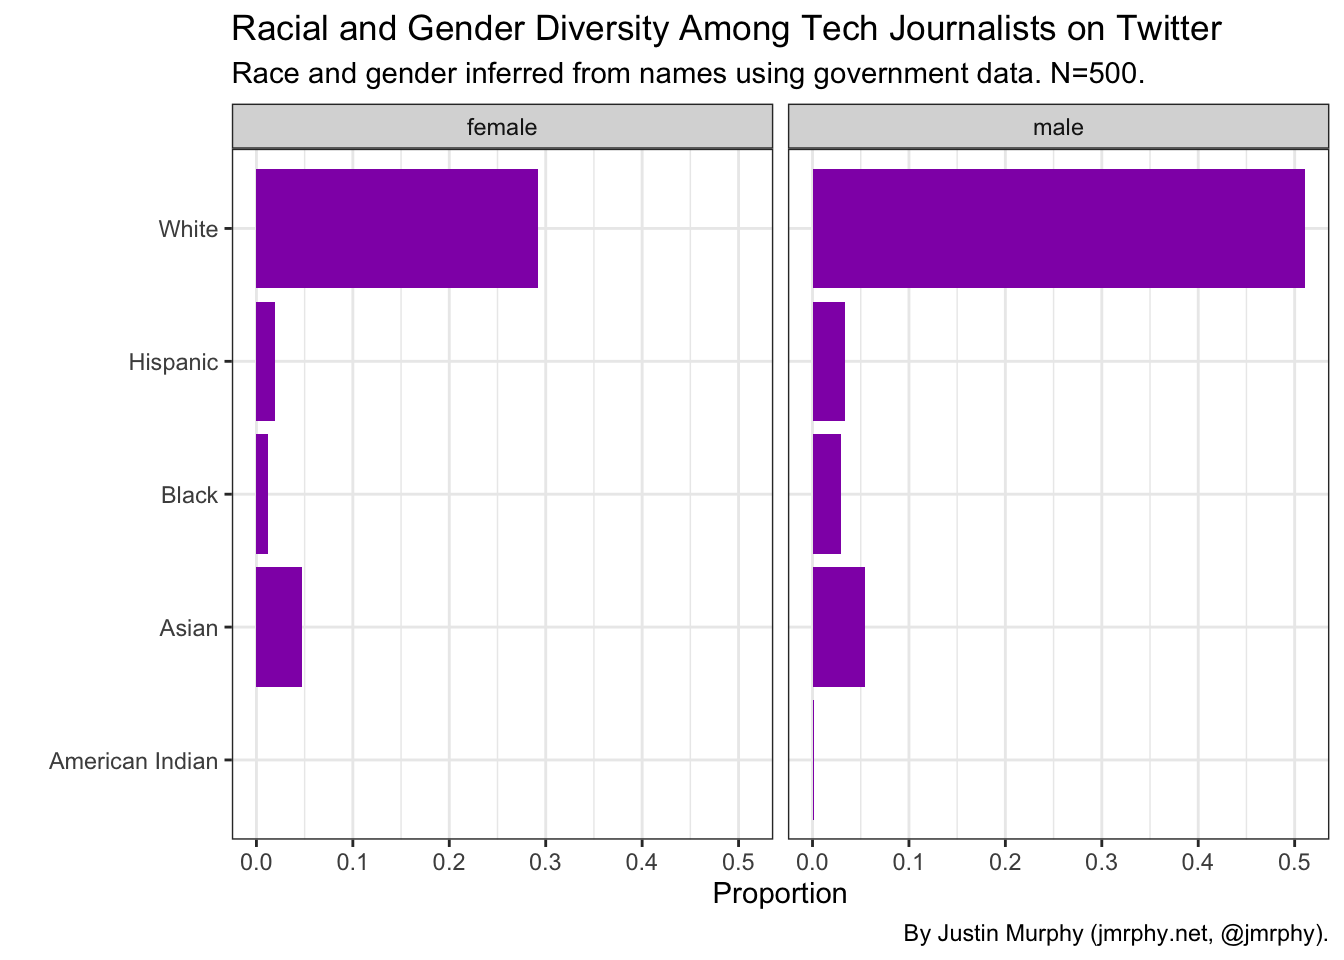 Racial and Gender Diversity Among Tech Journalists on Twitter
Race and gender inferred from names using government data. N=500.
female
male
White
Hispanic
Black
Asian
American Indian
0.0 0.1 0.2 0.3 0.4 0.5
0.0 0.1 0.2 0.3 0.4 0.5
Proportion
By Justin Murphy (jmrphy.net, @jmrphy).